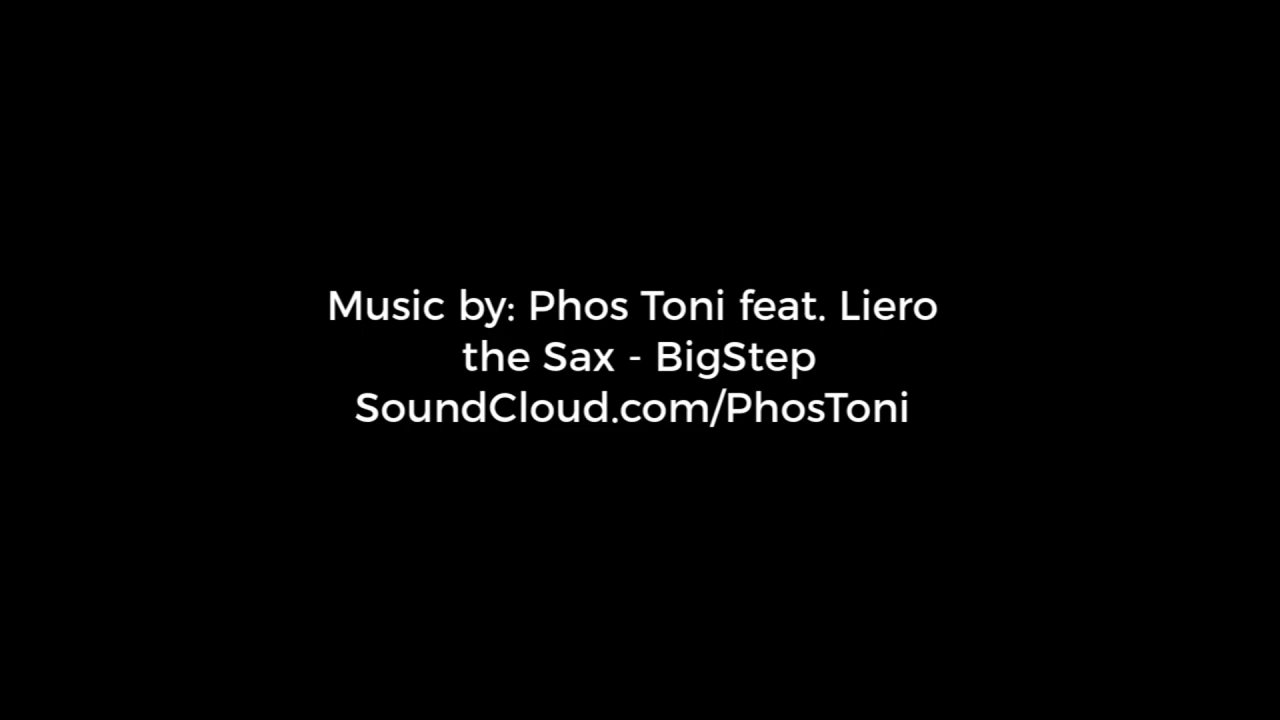 Music by: Phos Toni feat. Liero
the Sax - BigStep
SoundCloud.com/PhosToni